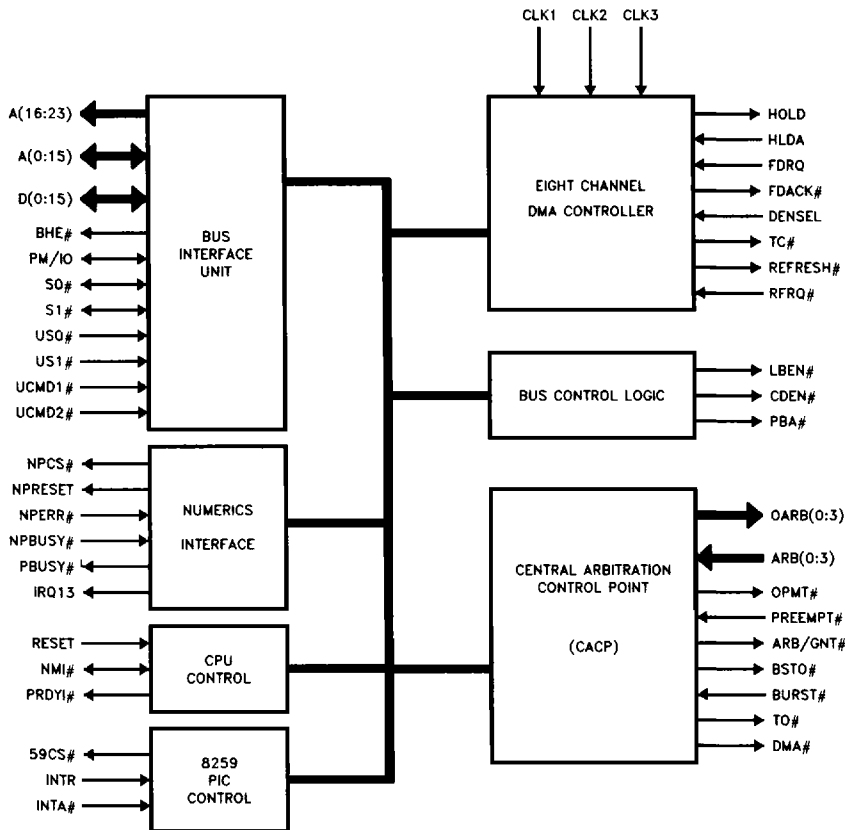 CLK1 CLK2 CLK3
A(16:23)
A(0:15)
D(0:15)
BHE#
PM/IO
S0#
S1#
US0#
US1#
UCMD1#
UCMD2#
BUS
INTERFACE
UNIT
EIGHT CHANNEL
DMA CONTROLLER
HOLD
HLDA
FDRQ
FDACK#
DENSEL
TC#
REFRESH#
RFRQ#
BUS CONTROL LOGIC
LBEN#
CDEN#
PBA#
NPCS#
NPRESET
NPERR#
NPBUSY#
PBUSY#
IRQ13
NUMERICS
INTERFACE
CENTRAL ARBITRATION
CONTROL POINT
(CACP)
OARB(0:3)
ARB(0:3)
OPMT#
PREEMPT#
ARB/GNT#
BSTO#
BURST#
TO#
DMA#
RESET
NMI#
PRDYI#
CPU
CONTROL
59CS#
INTR
INTA#
8259
PIC
CONTROL